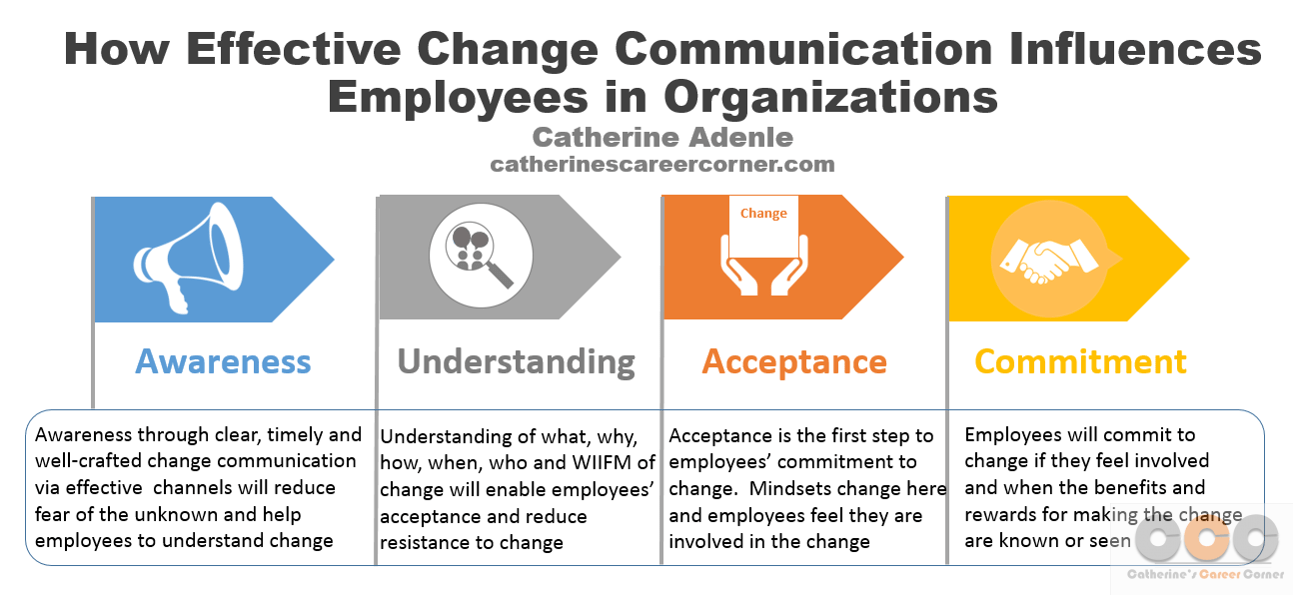 How Effective Change Communication Influences
Employees in Organizations
Catherine Adenle
catherinescareercorner.com
Change
Awareness
Understanding
Acceptance
Commitment
Awareness through clear, timely and
well-crafted change communication
via effective channels will reduce
fear of the unknown and help
employees to understand change
Understanding of what, why,
how, when, who and WIIFM of
change will enable employees’
acceptance and reduce
resistance to change
Acceptance is the first step to
employees’ commitment to
change. Mindsets change here
and employees feel they are
involved in the change
Employees will commit to
change if they feel involved
and when the benefits and
rewards for making the change
are known or seen
CCC
Catherine's Career Corner